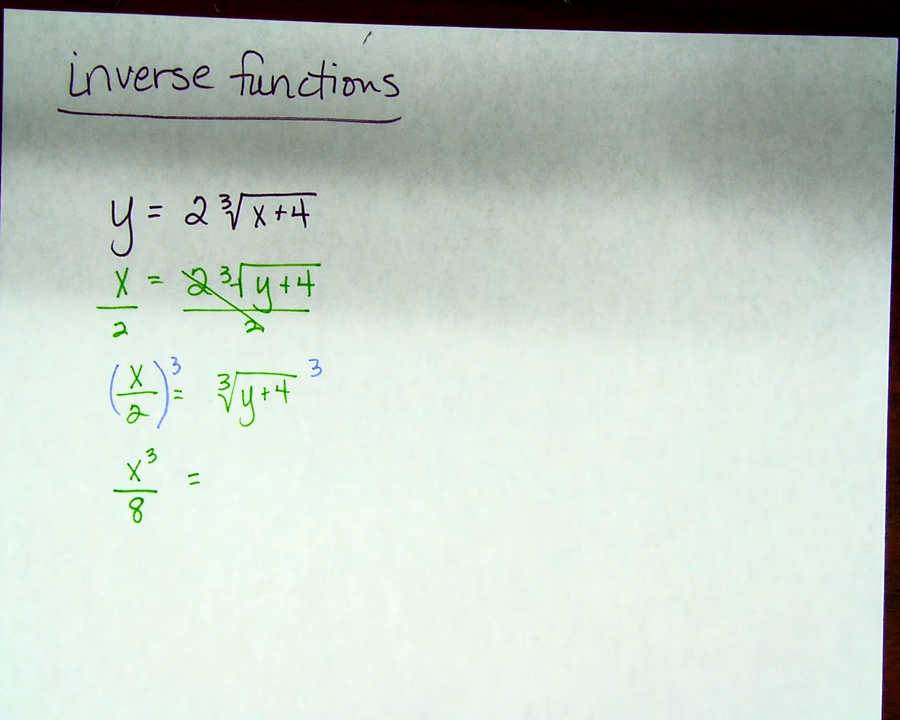 inverse functions
y = 2 ∛(x+4)
x/2 = 2 ∛(y+4)/2
(x/2)³ = ∛(y+4) ³
x³/8 =